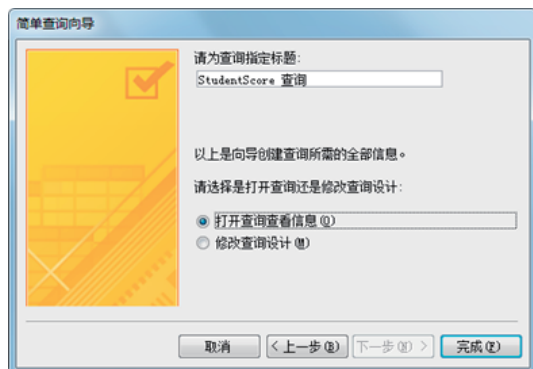 简单查询向导
请为查询指定标题:
StudentScore 查询
以上是向导创建查询所需的全部信息。
请选择是打开查询还是修改查询设计:
打开查询查看信息(O)
修改查询设计(M)
取消 <上一步(B) 下一步(N)> 完成(F)